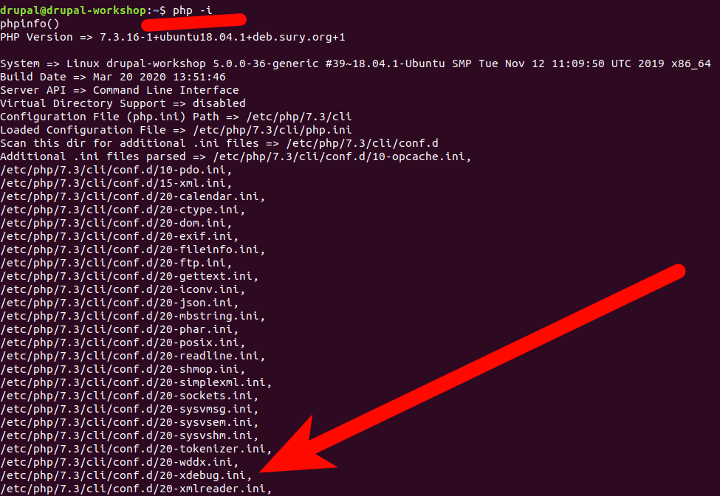 drupal@drupal-workshop:~$ php -i
phpinfo()
PHP Version => 7.3.16-1+ubuntu18.04.1+deb.sury.org+1
System => Linux drupal-workshop 5.0.0-36-generic #39~18.04.1-Ubuntu SMP Tue Nov 12 11:09:50 UTC 2019 x86_64
Build Date => Mar 20 2020 13:51:46
Server API => Command Line Interface
Virtual Directory Support => disabled
Configuration File (php.ini) Path => /etc/php/7.3/cli
Loaded Configuration File => /etc/php/7.3/cli/php.ini
Scan this dir for additional .ini files => /etc/php/7.3/cli/conf.d
Additional .ini files parsed => /etc/php/7.3/cli/conf.d/10-opcache.ini,
/etc/php/7.3/cli/conf.d/10-pdo.ini,
/etc/php/7.3/cli/conf.d/15-xml.ini,
/etc/php/7.3/cli/conf.d/20-calendar.ini,
/etc/php/7.3/cli/conf.d/20-ctype.ini,
/etc/php/7.3/cli/conf.d/20-dom.ini,
/etc/php/7.3/cli/conf.d/20-exif.ini,
/etc/php/7.3/cli/conf.d/20-fileinfo.ini,
/etc/php/7.3/cli/conf.d/20-ftp.ini,
/etc/php/7.3/cli/conf.d/20-gettext.ini,
/etc/php/7.3/cli/conf.d/20-iconv.ini,
/etc/php/7.3/cli/conf.d/20-json.ini,
/etc/php/7.3/cli/conf.d/20-mbstring.ini,
/etc/php/7.3/cli/conf.d/20-phar.ini,
/etc/php/7.3/cli/conf.d/20-posix.ini,
/etc/php/7.3/cli/conf.d/20-readline.ini,
/etc/php/7.3/cli/conf.d/20-shmop.ini,
/etc/php/7.3/cli/conf.d/20-simplexml.ini,
/etc/php/7.3/cli/conf.d/20-sockets.ini,
/etc/php/7.3/cli/conf.d/20-sysvmsg.ini,
/etc/php/7.3/cli/conf.d/20-sysvsem.ini,
/etc/php/7.3/cli/conf.d/20-sysvshm.ini,
/etc/php/7.3/cli/conf.d/20-tokenizer.ini,
/etc/php/7.3/cli/conf.d/20-wddx.ini,
/etc/php/7.3/cli/conf.d/20-xdebug.ini,
/etc/php/7.3/cli/conf.d/20-xmlreader.ini,